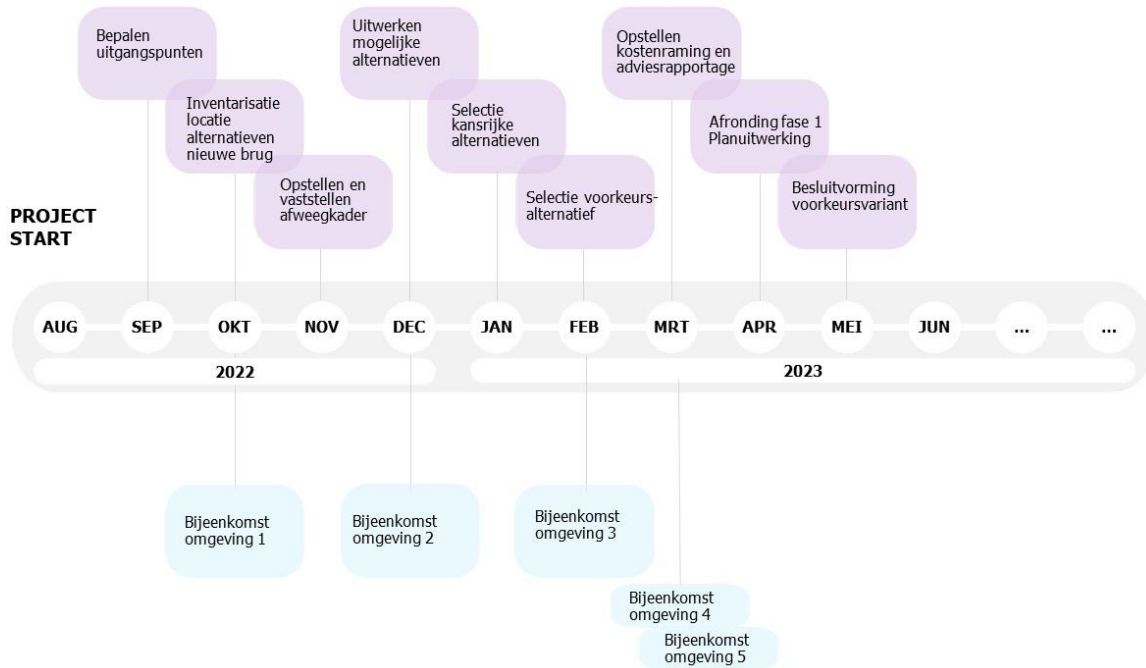 Bepalen
uitgangspunten
Inventarisatie
locatie
alternatieven
nieuwe brug
Opstellen en
vaststellen
afweegkader
Uitwerken
mogelijke
alternatieven
Selectie
kansrijke
alternatieven
Selectie voorkeurs-
alternatief
Opstellen
kostenraming en
adviesrapportage
Afronding fase 1
Planuitwerking
Besluitvorming
voorkeursvariant
PROJECT
START
AUG SEP OKT NOV DEC JAN FEB MRT APR MEI JUN ... ...
2022 2023
Bijeenkomst
omgeving 1
Bijeenkomst
omgeving 2
Bijeenkomst
omgeving 3
Bijeenkomst
omgeving 4
Bijeenkomst
omgeving 5